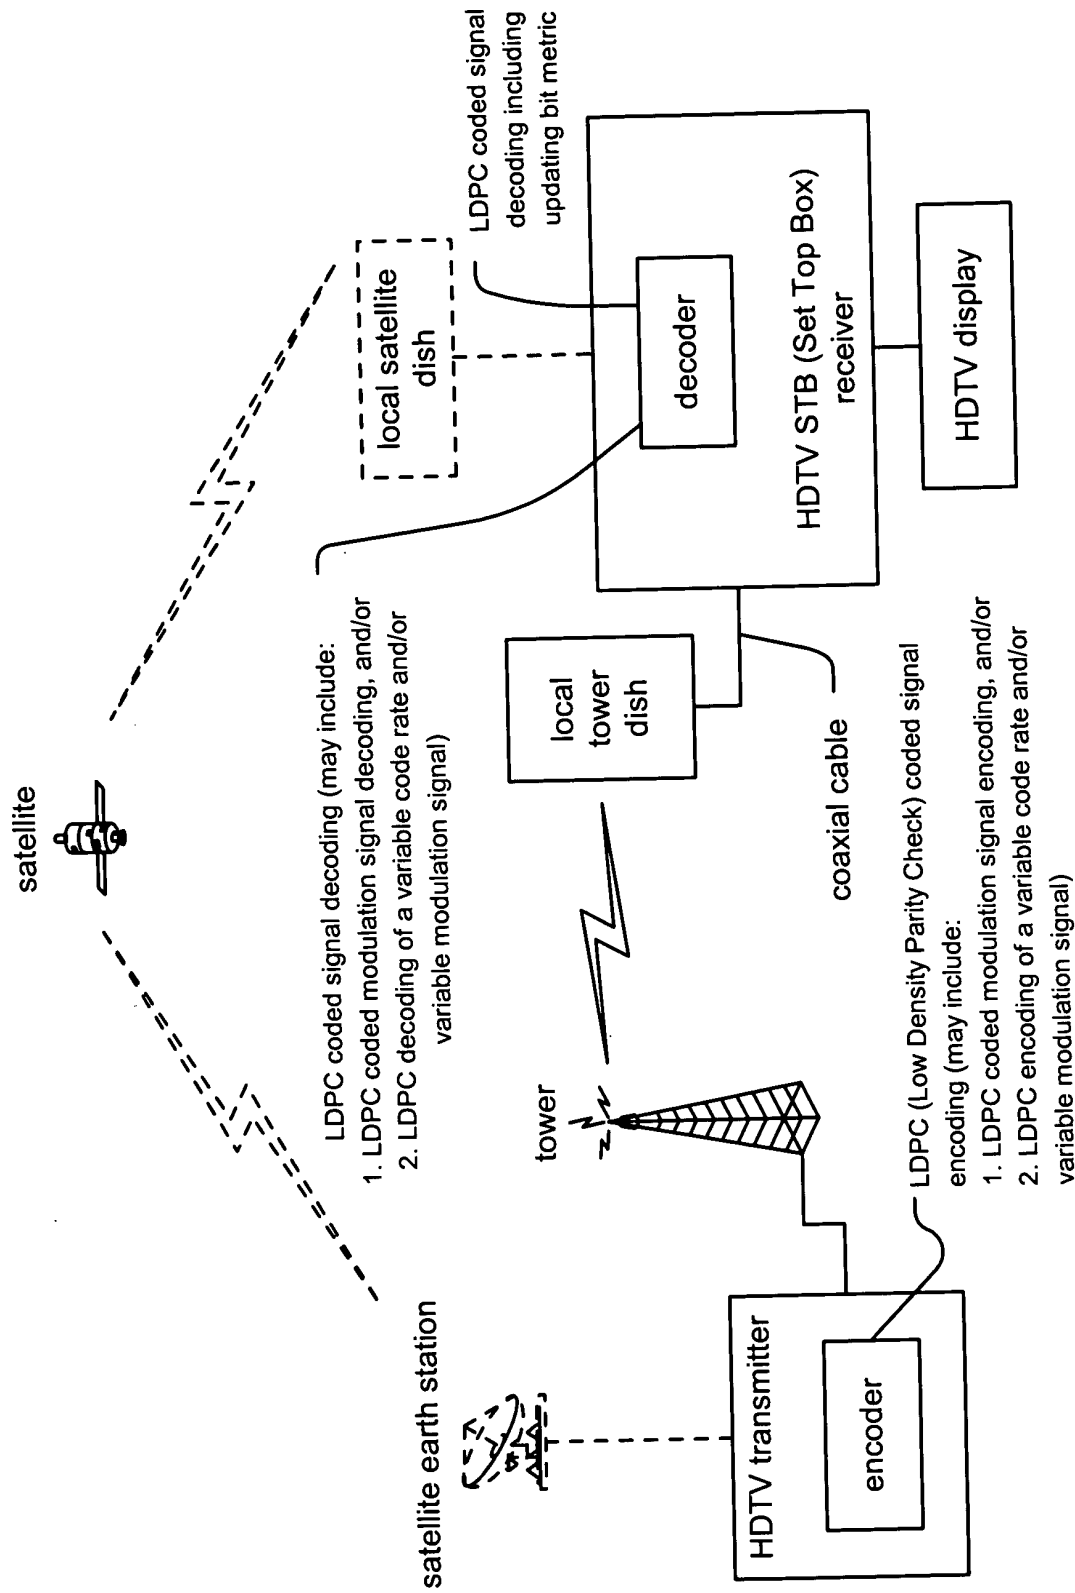 satellite
satellite earth station
local satellite
dish
LDPC coded signal
decoding including
updating bit metric
LDPC coded signal decoding (may include:
1. LDPC coded modulation signal decoding, and/or
2. LDPC decoding of a variable code rate and/or
variable modulation signal)
tower
local
tower
dish
decoder
HDTV STB (Set Top Box)
receiver
coaxial cable
HDTV display
HDTV transmitter
encoder
LDPC (Low Density Parity Check) coded signal
encoding (may include:
1. LDPC coded modulation signal encoding, and/or
2. LDPC encoding of a variable code rate and/or
variable modulation signal)